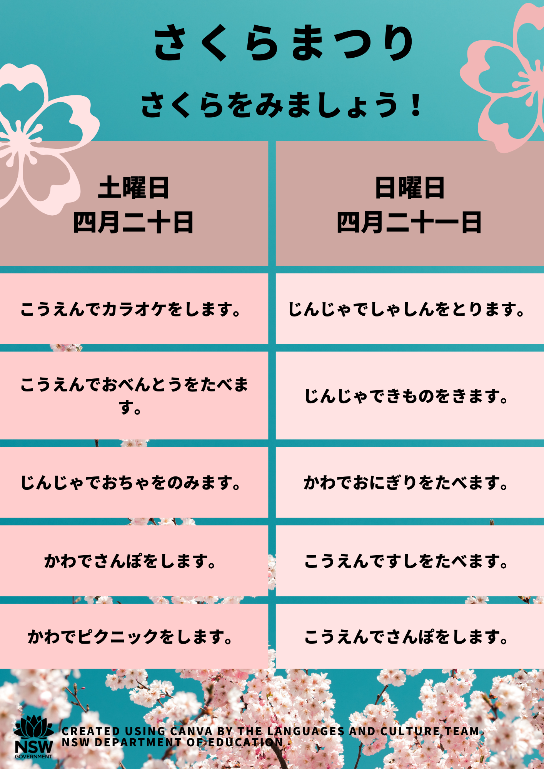 さくらまつり
さくらをみましょう！
土曜日
四月二十日
日曜日
四月二十一日
こうえんでカラオケをします。
じんじゃでしゃしんをとります。
こうえんでおべんとうをたべま
す。
じんじゃできものをきます。
じんじゃでおちゃをのみます。
かわでおにぎりをたべます。
かわでさんぽをします。
こうえんですしをたべます。
かわでピクニックをします。
こうえんでさんぽをします。
CREATED USING CANVA BY THE LANGUAGES AND CULTURE TEAM
NSW DEPARTMENT OF EDUCATION
NSW
GOVERNMENT